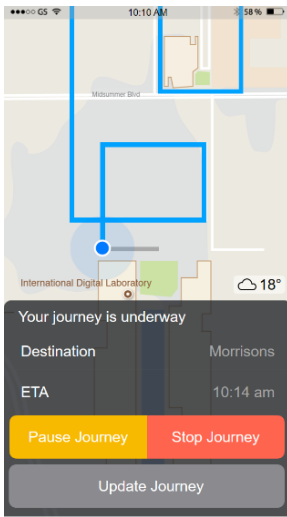 GS 10:10 AM 58 %
Midsummer Blvd
International Digital Laboratory
18°
Your journey is underway
Destination Morrisons
ETA 10:14 am
Pause Journey Stop Journey
Update Journey